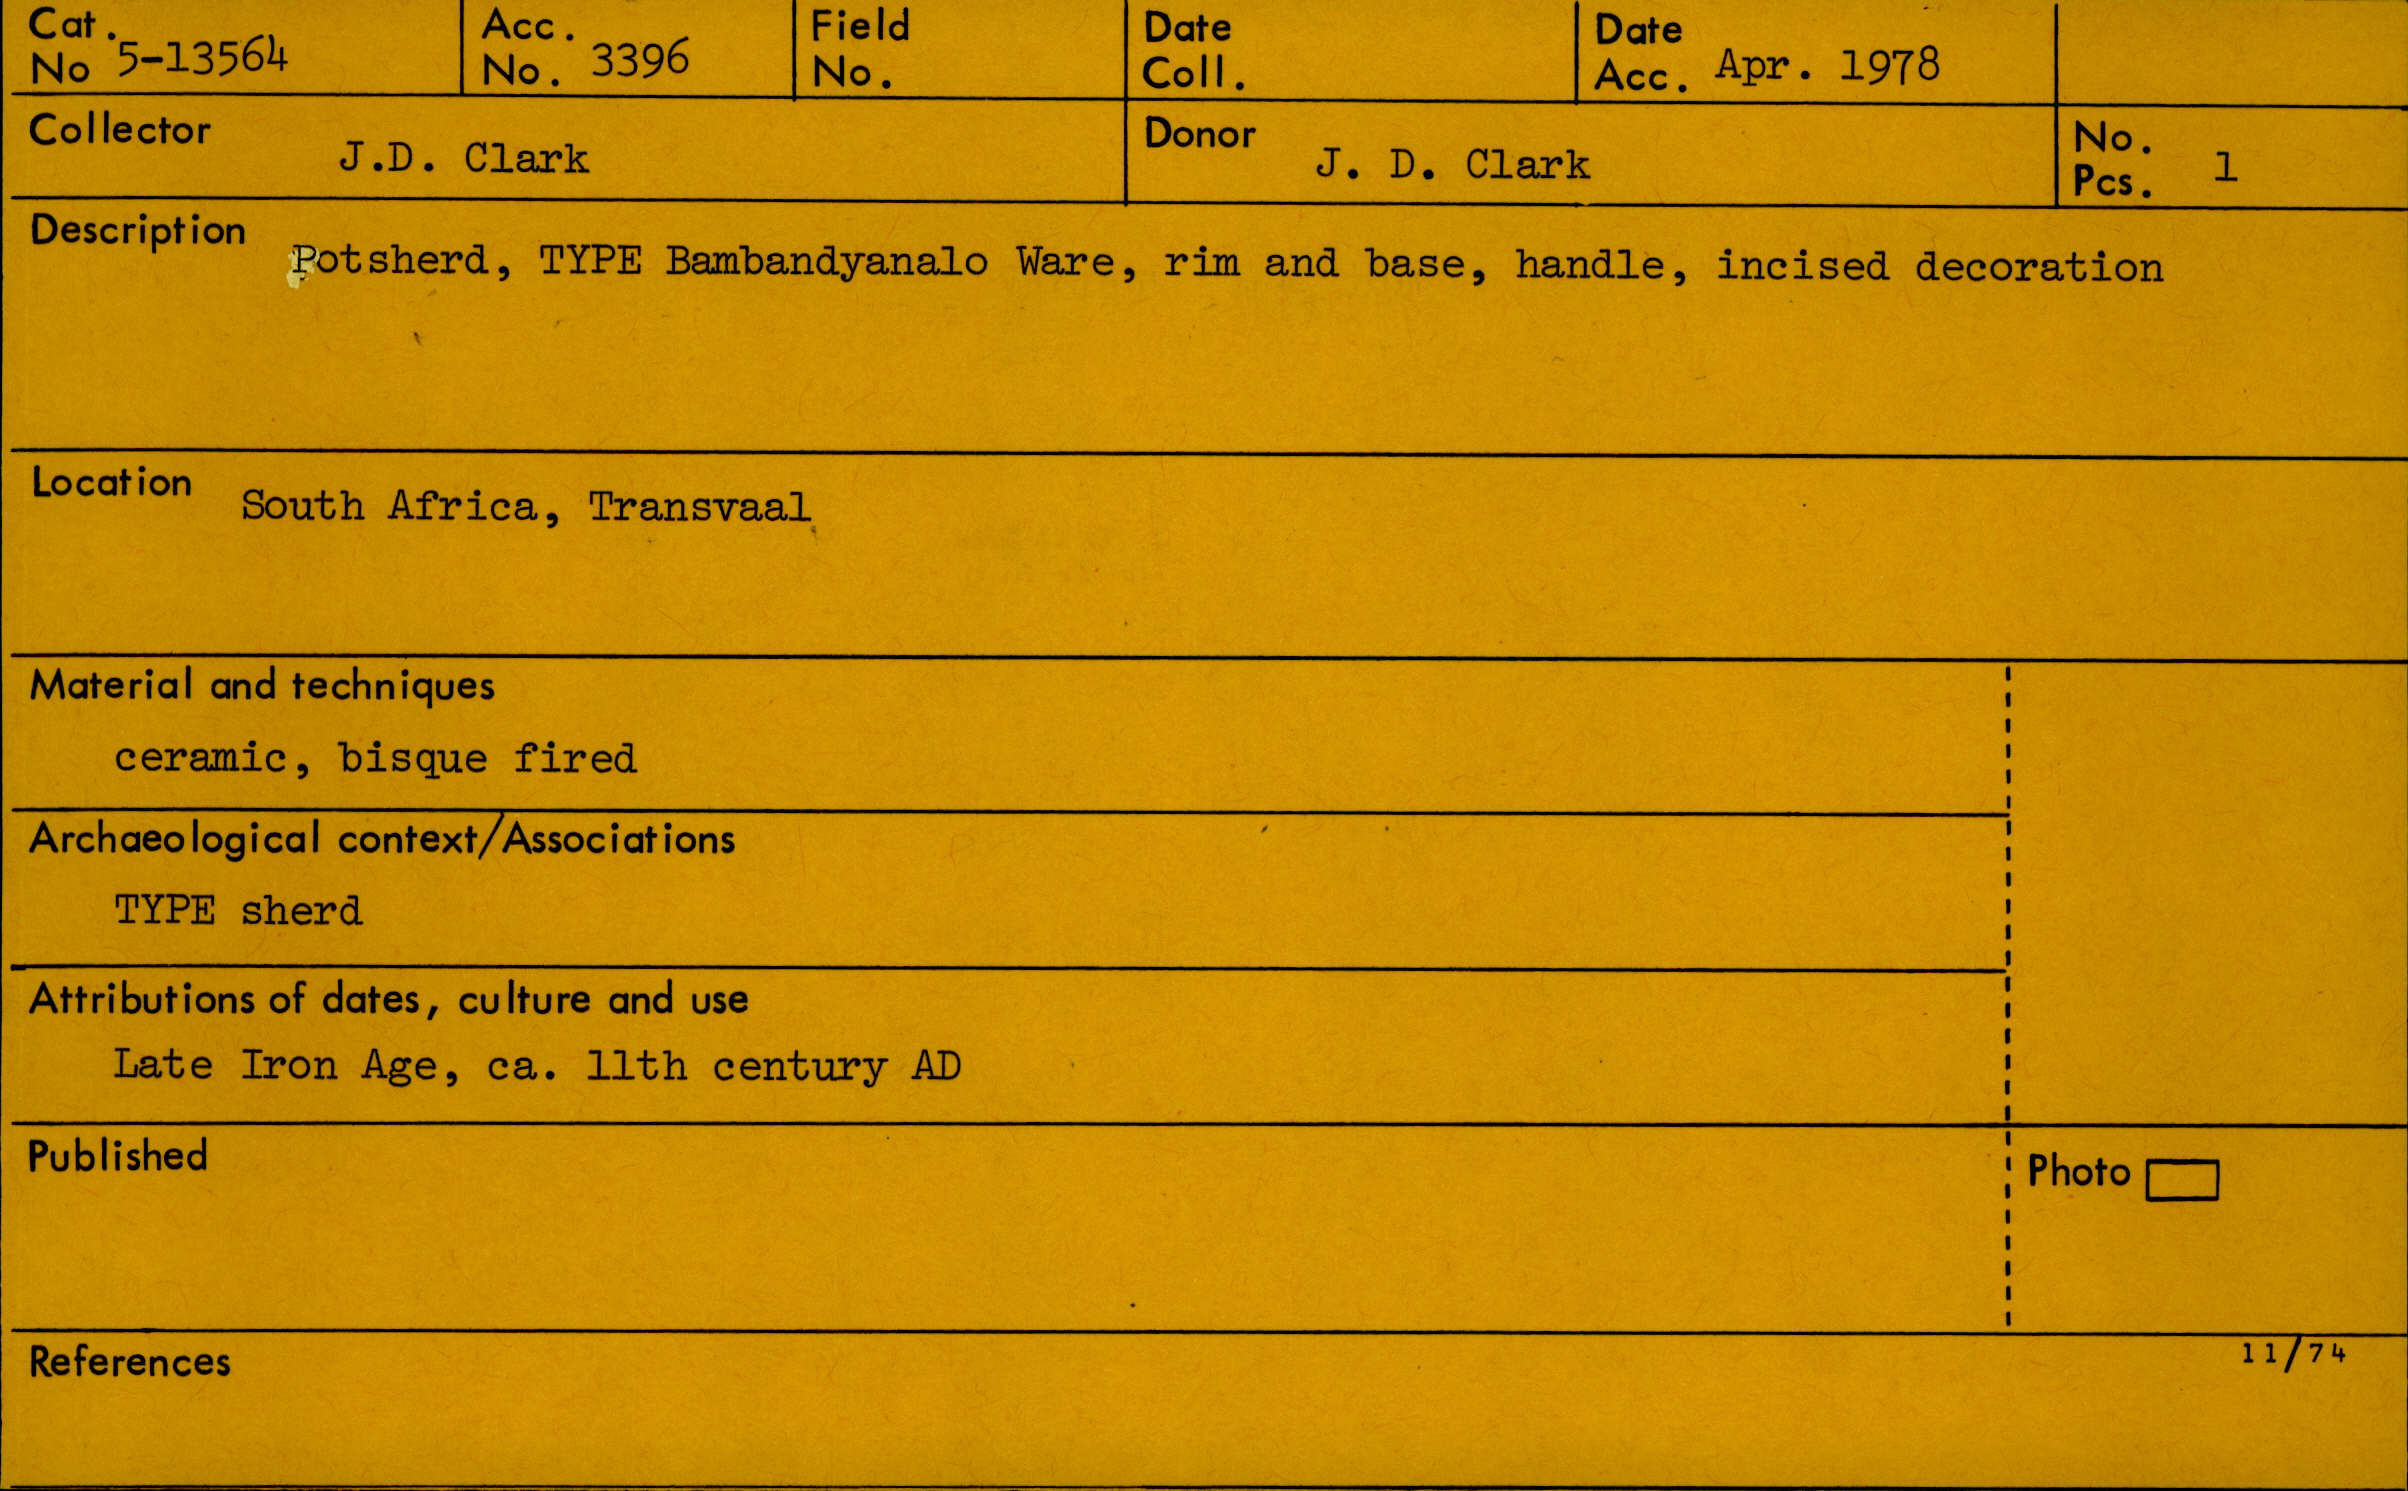 Cat. No 5-13564
Acc. No. 3396
Field No.
Date Coll.
Date Acc. Apr. 1978
Collector J.D. Clark
Donor J. D. Clark
No. Pcs. 1
Description Potsherd, TYPE Bambandyanalo Ware, rim and base, handle, incised decoration
Location South Africa, Transvaal
Material and techniques
ceramic, bisque fired
Archaeological context/Associations
TYPE sherd
Attributions of dates, culture and use
Late Iron Age, ca. 11th century AD
Published
Photo
References
11/74